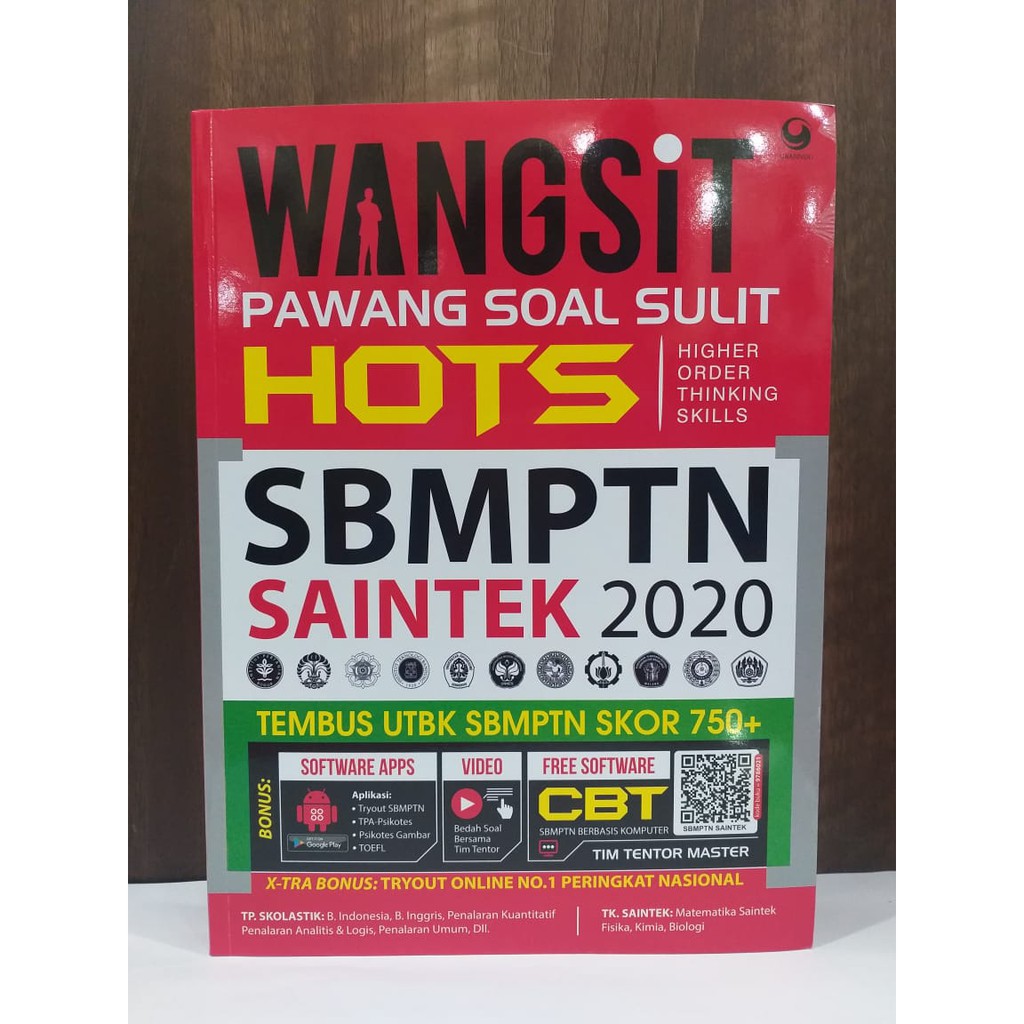 WANGSiT
PAWANG SOAL SULIT
HOTS
HIGHER
ORDER
THINKING
SKILLS
SBMPTN
SAINTEK 2020
TEMBUS UTBK SBMPTN SKOR 750+
BONUS:
SOFTWARE APPS
Aplikasi:
• Tryout SBMPTN
• TPA-Psikotes
• Psikotes Gambar
• TOEFL
Google Play
VIDEO
Bedah Soal
Bersama
Tim Tentor
FREE SOFTWARE
CBT
SBMPTN BERBASIS KOMPUTER
SBMPTN SAINTEK
TIM TENTOR MASTER
X-TRA BONUS: TRYOUT ONLINE NO.1 PERINGKAT NASIONAL
TP. SKOLASTIK: B. Indonesia, B. Inggris, Penalaran Kuantitatif
Penalaran Analitis & Logis, Penalaran Umum, Dll.
TK. SAINTEK: Matematika Saintek
Fisika, Kimia, Biologi